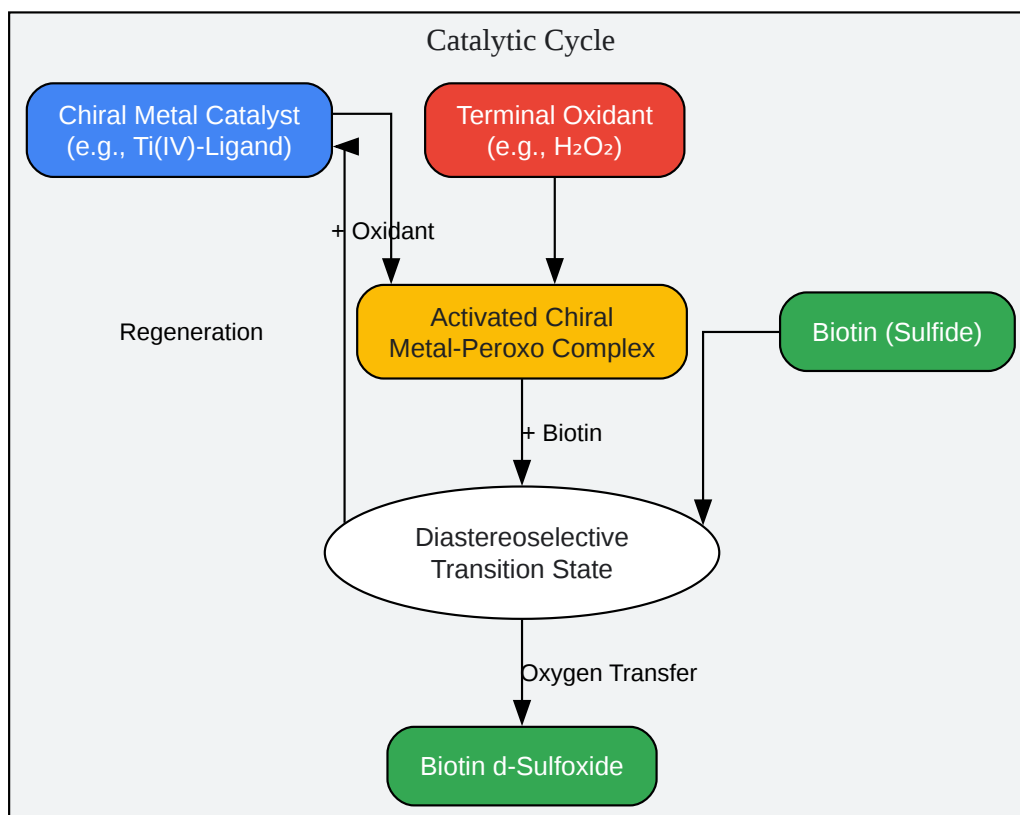 Catalytic Cycle
Chiral Metal Catalyst
(e.g., Ti(IV)-Ligand)
Terminal Oxidant
(e.g., H₂O₂)
+ Oxidant
Regeneration
Activated Chiral
Metal-Peroxo Complex
Biotin (Sulfide)
+ Biotin
Diastereoselective
Transition State
Oxygen Transfer
Biotin d-Sulfoxide